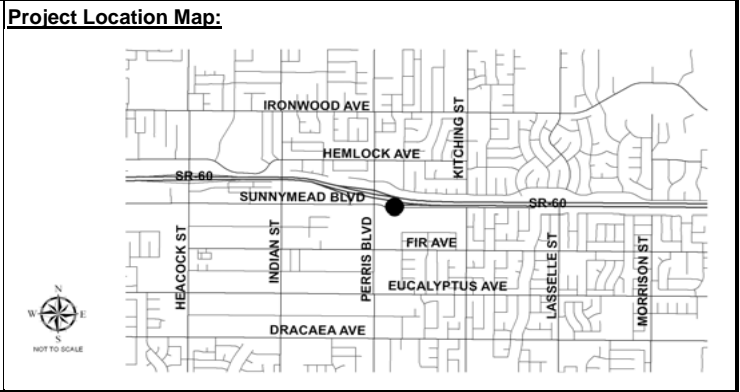 Project Location Map:
IRONWOOD AVE
KITCHING ST
HEMLOCK AVE
SR-60
SUNNYMEAD BLVD
SR-60
HEACOCK ST
INDIAN ST
PERRIS BLVD
FIR AVE
LASSELLE ST
MORRISON ST
EUCALYPTUS AVE
DRACAEA AVE
N
W
E
S
NOT TO SCALE